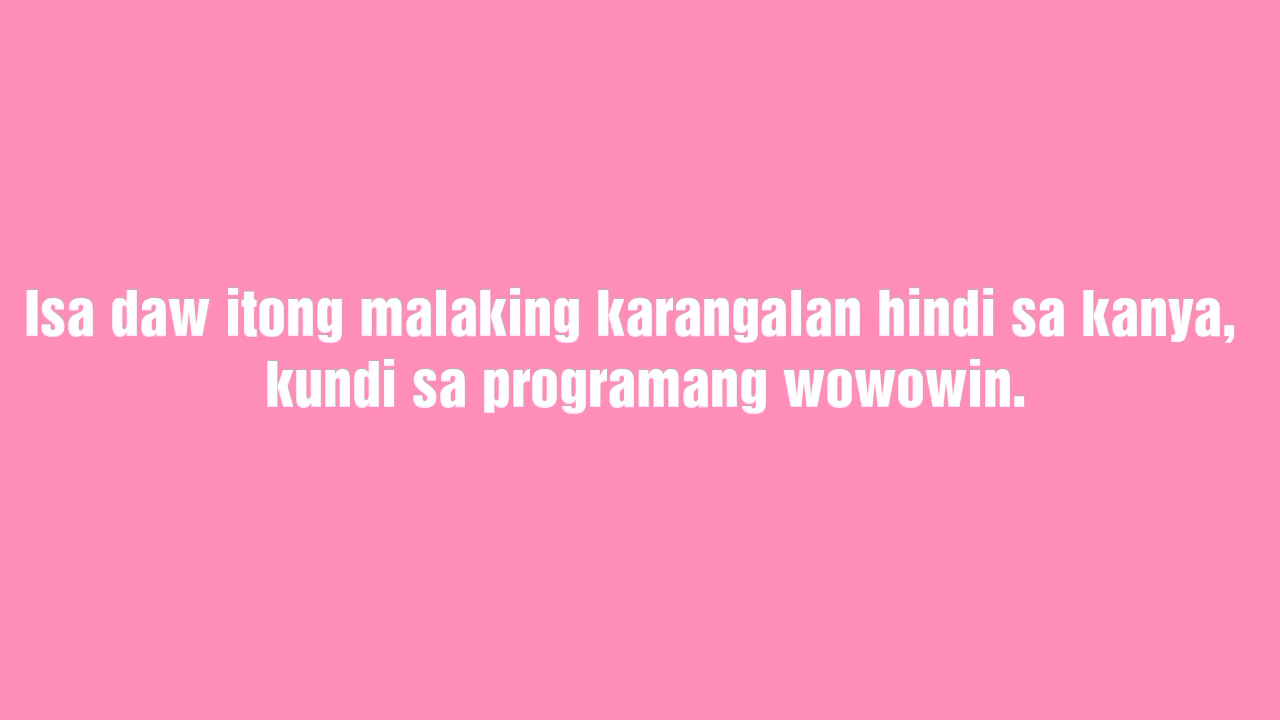 Isa daw itong malaking karangalan hindi sa kanya,
kundi sa programang wowowin.